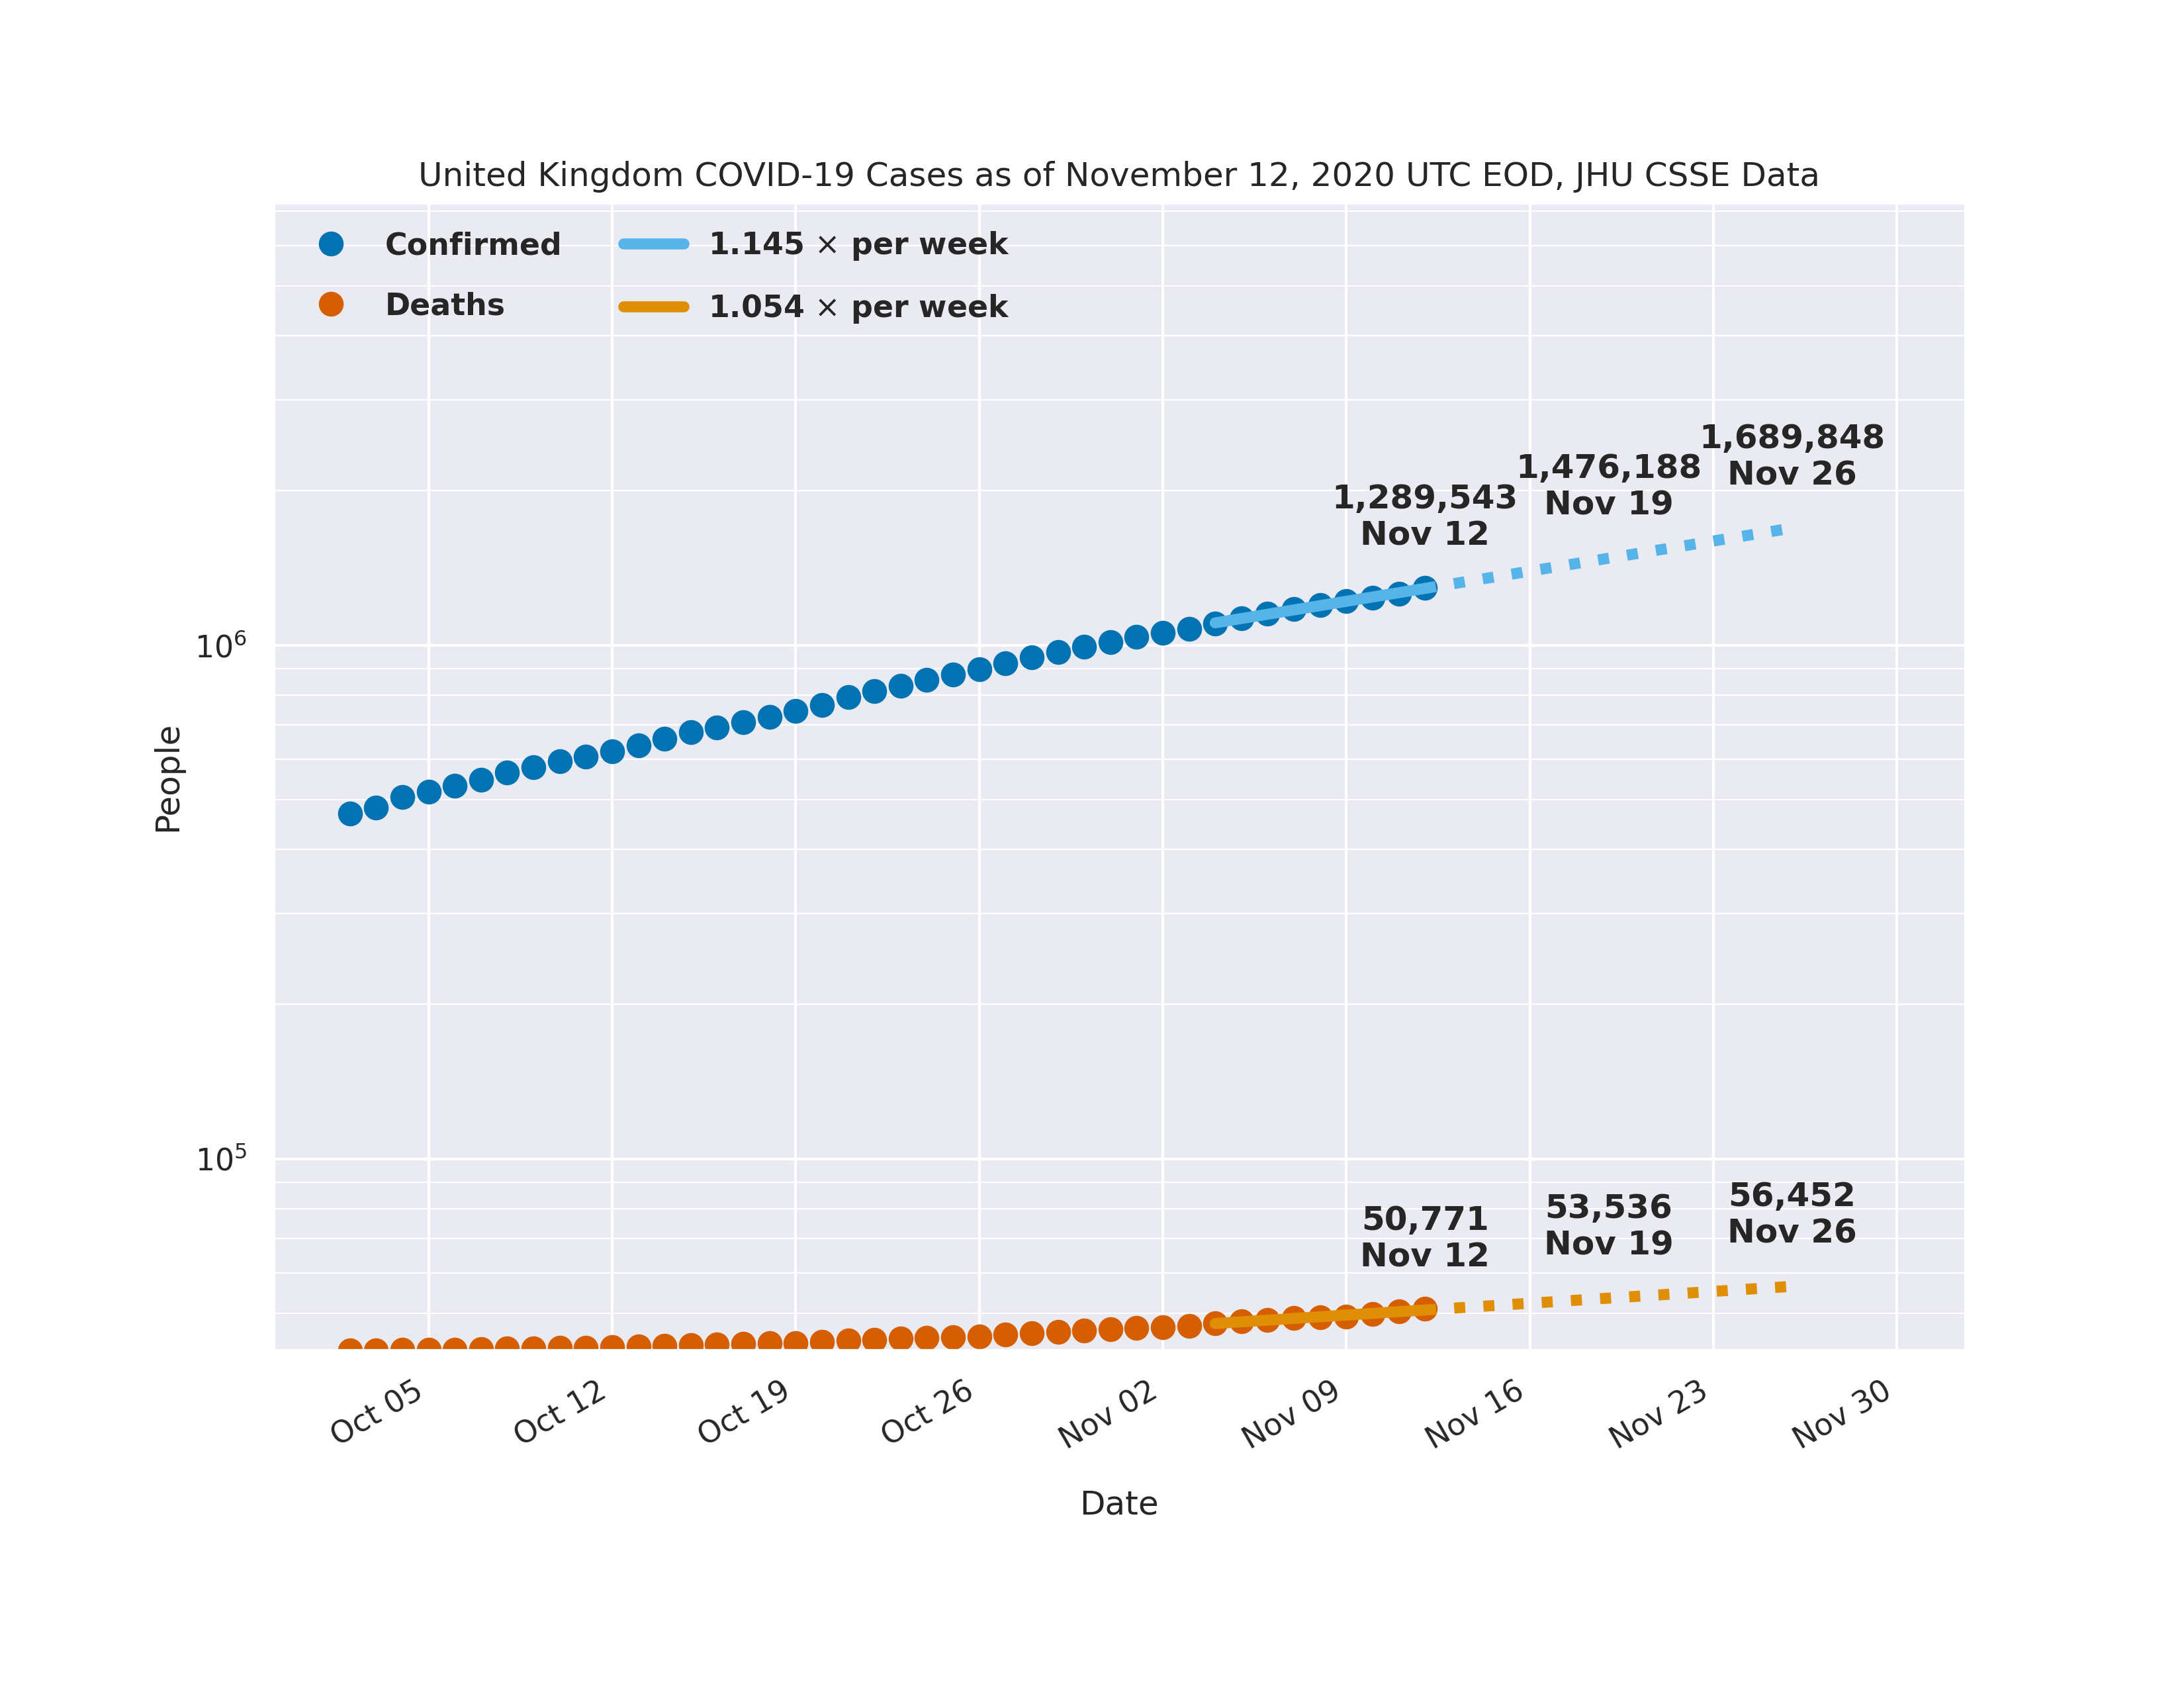 United Kingdom COVID-19 Cases as of November 12, 2020 UTC EOD, JHU CSSE Data
Confirmed
Deaths
1.145 × per week
1.054 × per week
1,289,543
Nov 12
1,476,188
Nov 19
1,689,848
Nov 26
50,771
Nov 12
53,536
Nov 19
56,452
Nov 26
People
10⁶
10⁵
Oct 05
Oct 12
Oct 19
Oct 26
Nov 02
Nov 09
Nov 16
Nov 23
Nov 30
Date